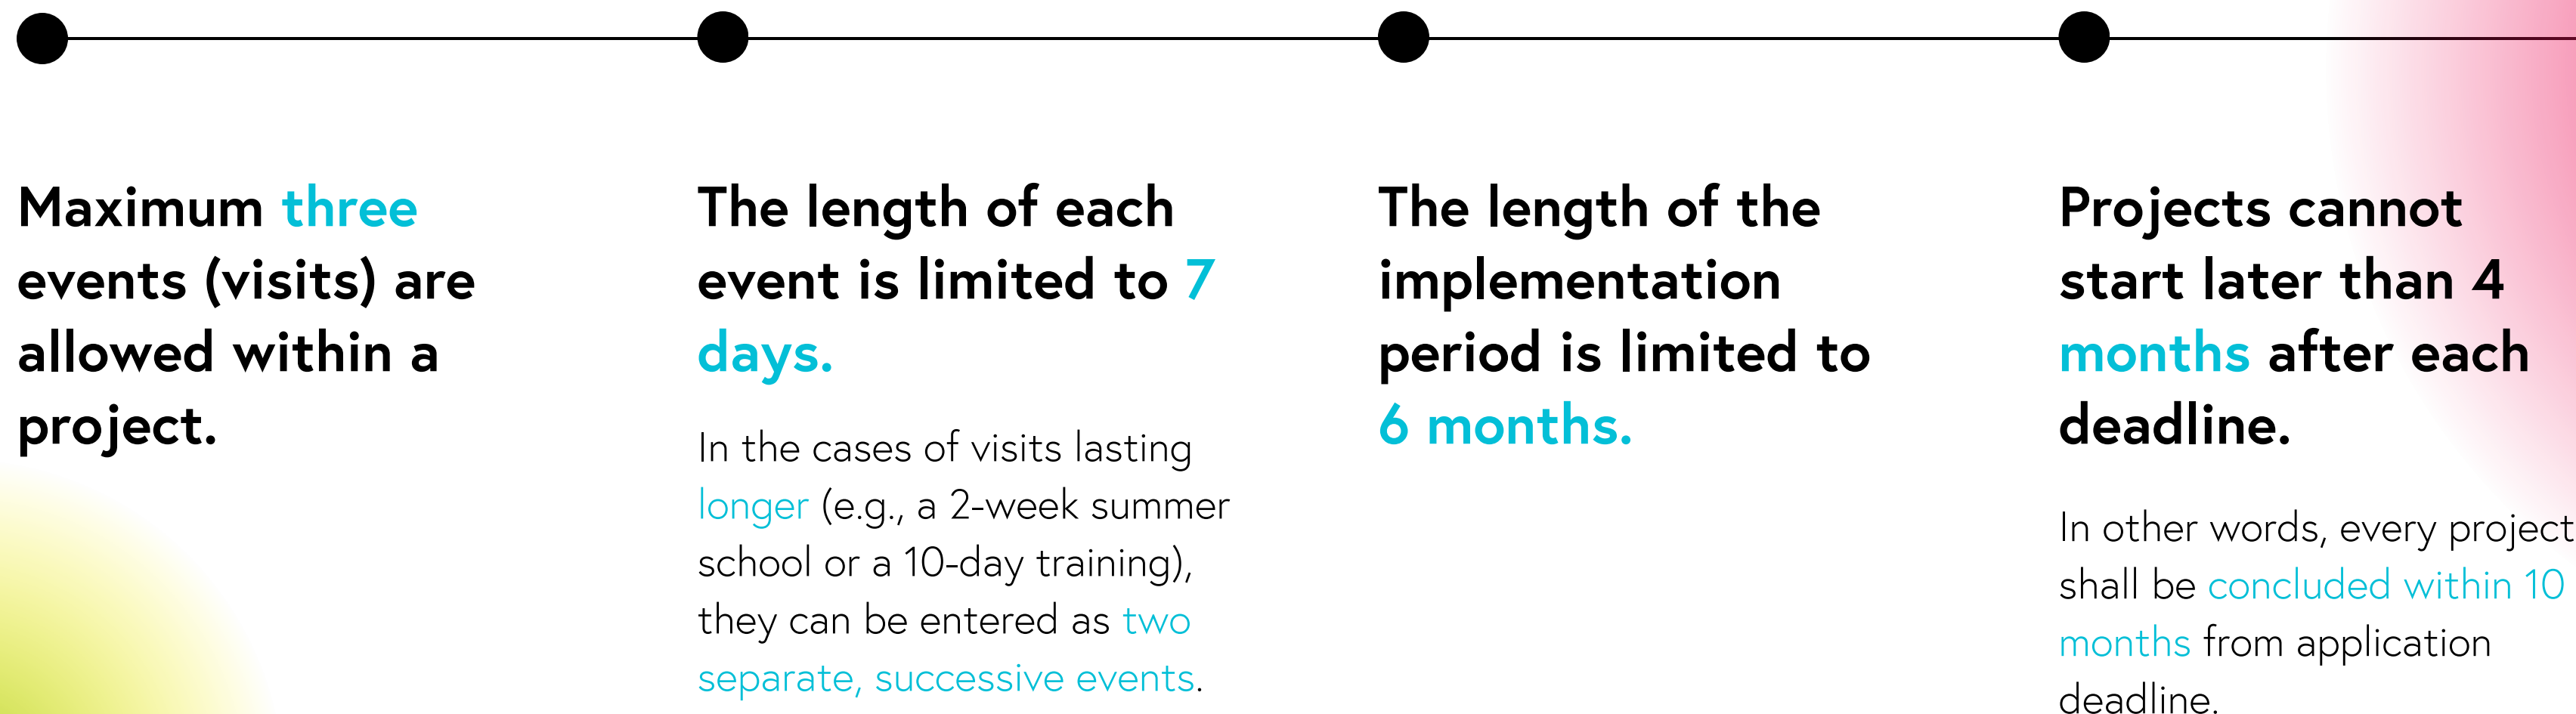 Maximum three
events (visits) are
allowed within a
project.
The length of each
event is limited to 7
days.
In the cases of visits lasting
longer (e.g., a 2-week summer
school or a 10-day training),
they can be entered as two
separate, successive events.
The length of the
implementation
period is limited to
6 months.
Projects cannot
start later than 4
months after each
deadline.
In other words, every project
shall be concluded within 10
months from application
deadline.